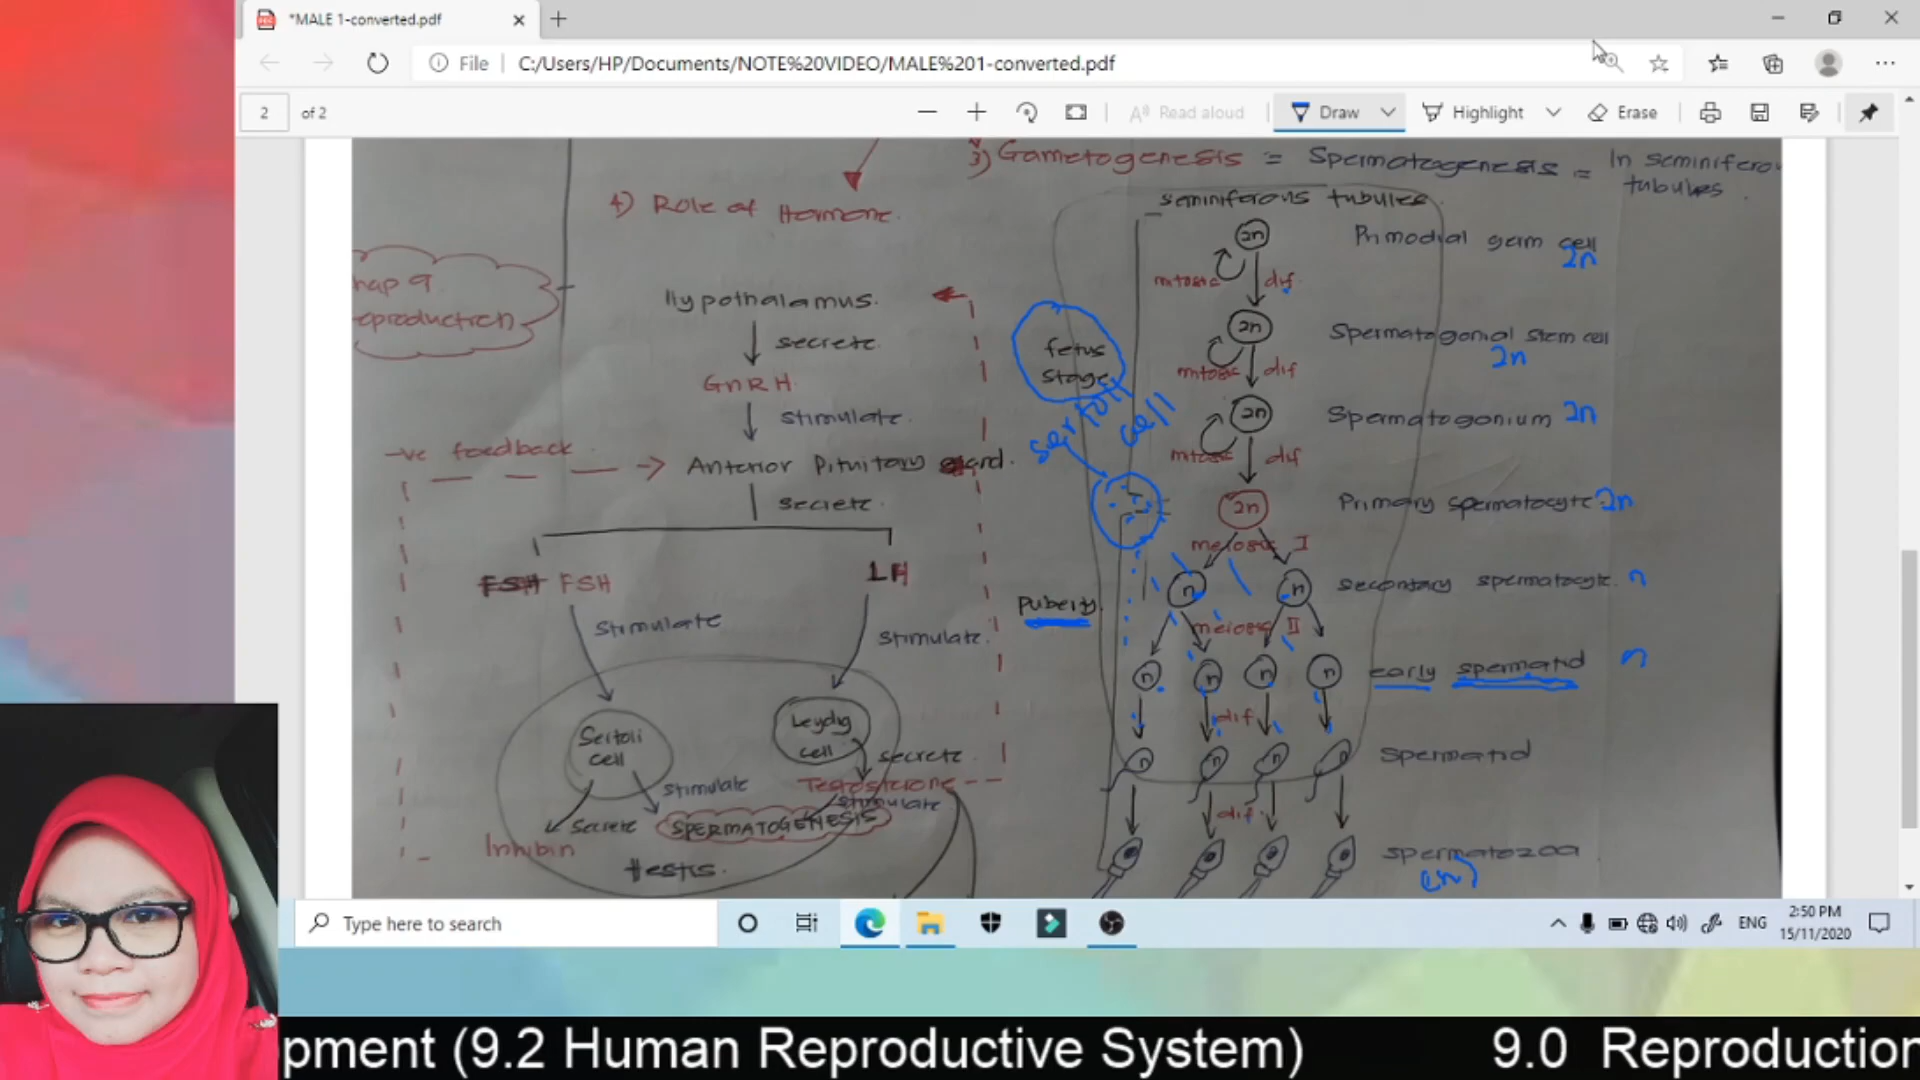 *MALE 1-converted.pdf
File
C:/Users/HP/Documents/NOTE%20VIDEO/MALE%201-converted.pdf
2 of 2
Read aloud
Draw
Highlight
Erase
3) Gametogenesis = Spermatogenesis = In seminifero
tubules
4) Role of Hormone.
Hypothalamus.
secrete
GnRH.
stimulate.
-ve feedback
Anterior Pituitary
secrete
FSH FSH
LH
stimulate
stimulate.
Sertoli
cell
Leydig
cell
secrete
stimulate
Testosterone
stimulate
secrete
SPERMATOGENESIS
Inhibin
testis.
hap 9
eproduction
seminiferous tubules
2n
Primodial germ cell
2n
mitosis
dif
fetus
stage
2n
Spermatogonial stem cell
2n
mitosis
dif
sertoli
cell
2n
Spermatogonium 2n
mitosis
dif
2n
Primary spermatocyte 2n
meiosis I
n
n
secontary spermatocyte. n
Puberty
meiosis II
n
n
n
n
early spermatid n
dif
n
n
n
n
spermatid
dif
spermatozoa
(n)
Type here to search
ENG
2:50 PM
15/11/2020
pment (9.2 Human Reproductive System)
9.0 Reproduction